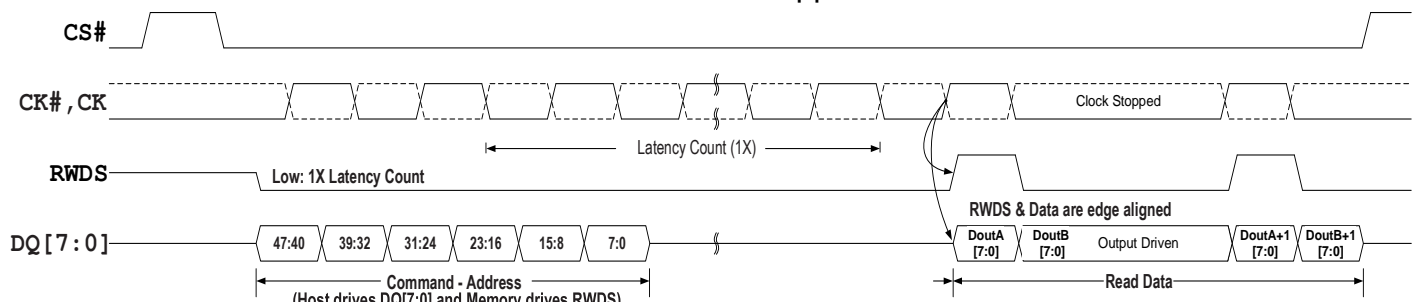 CS#
CK#,CK
Clock Stopped
Latency Count (1X)
RWDS
Low: 1X Latency Count
RWDS & Data are edge aligned
DQ[7:0]
47:40 39:32 31:24 23:16 15:8 7:0
DoutA [7:0]
DoutB [7:0]
Output Driven
DoutA+1 [7:0]
DoutB+1 [7:0]
Command - Address
Read Data
(Host drives DQ[7:0] and Memory drives RWDS)